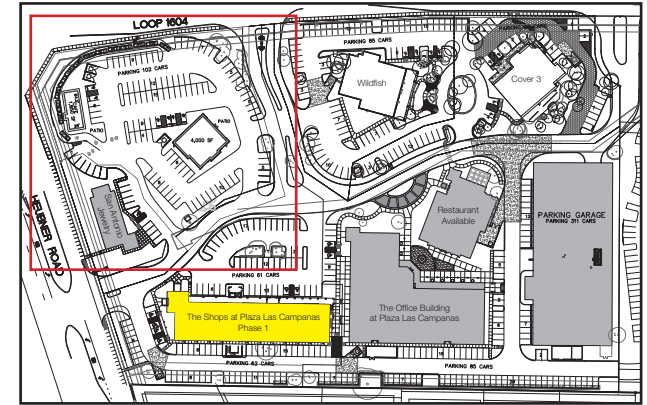 LOOP 1604
PARKING 102 CARS
PARKING 85 CARS
Wildfish
Cover 3
PATIO
PATIO
4,000 SF
San Antonio
Jewelry
HEUBNER ROAD
Restaurant
Available
PARKING GARAGE
PARKING 311 CARS
PARKING 61 CARS
The Shops at Plaza Las Campanas
Phase 1
The Office Building
at Plaza Las Campanas
PARKING 62 CARS
PARKING 85 CARS